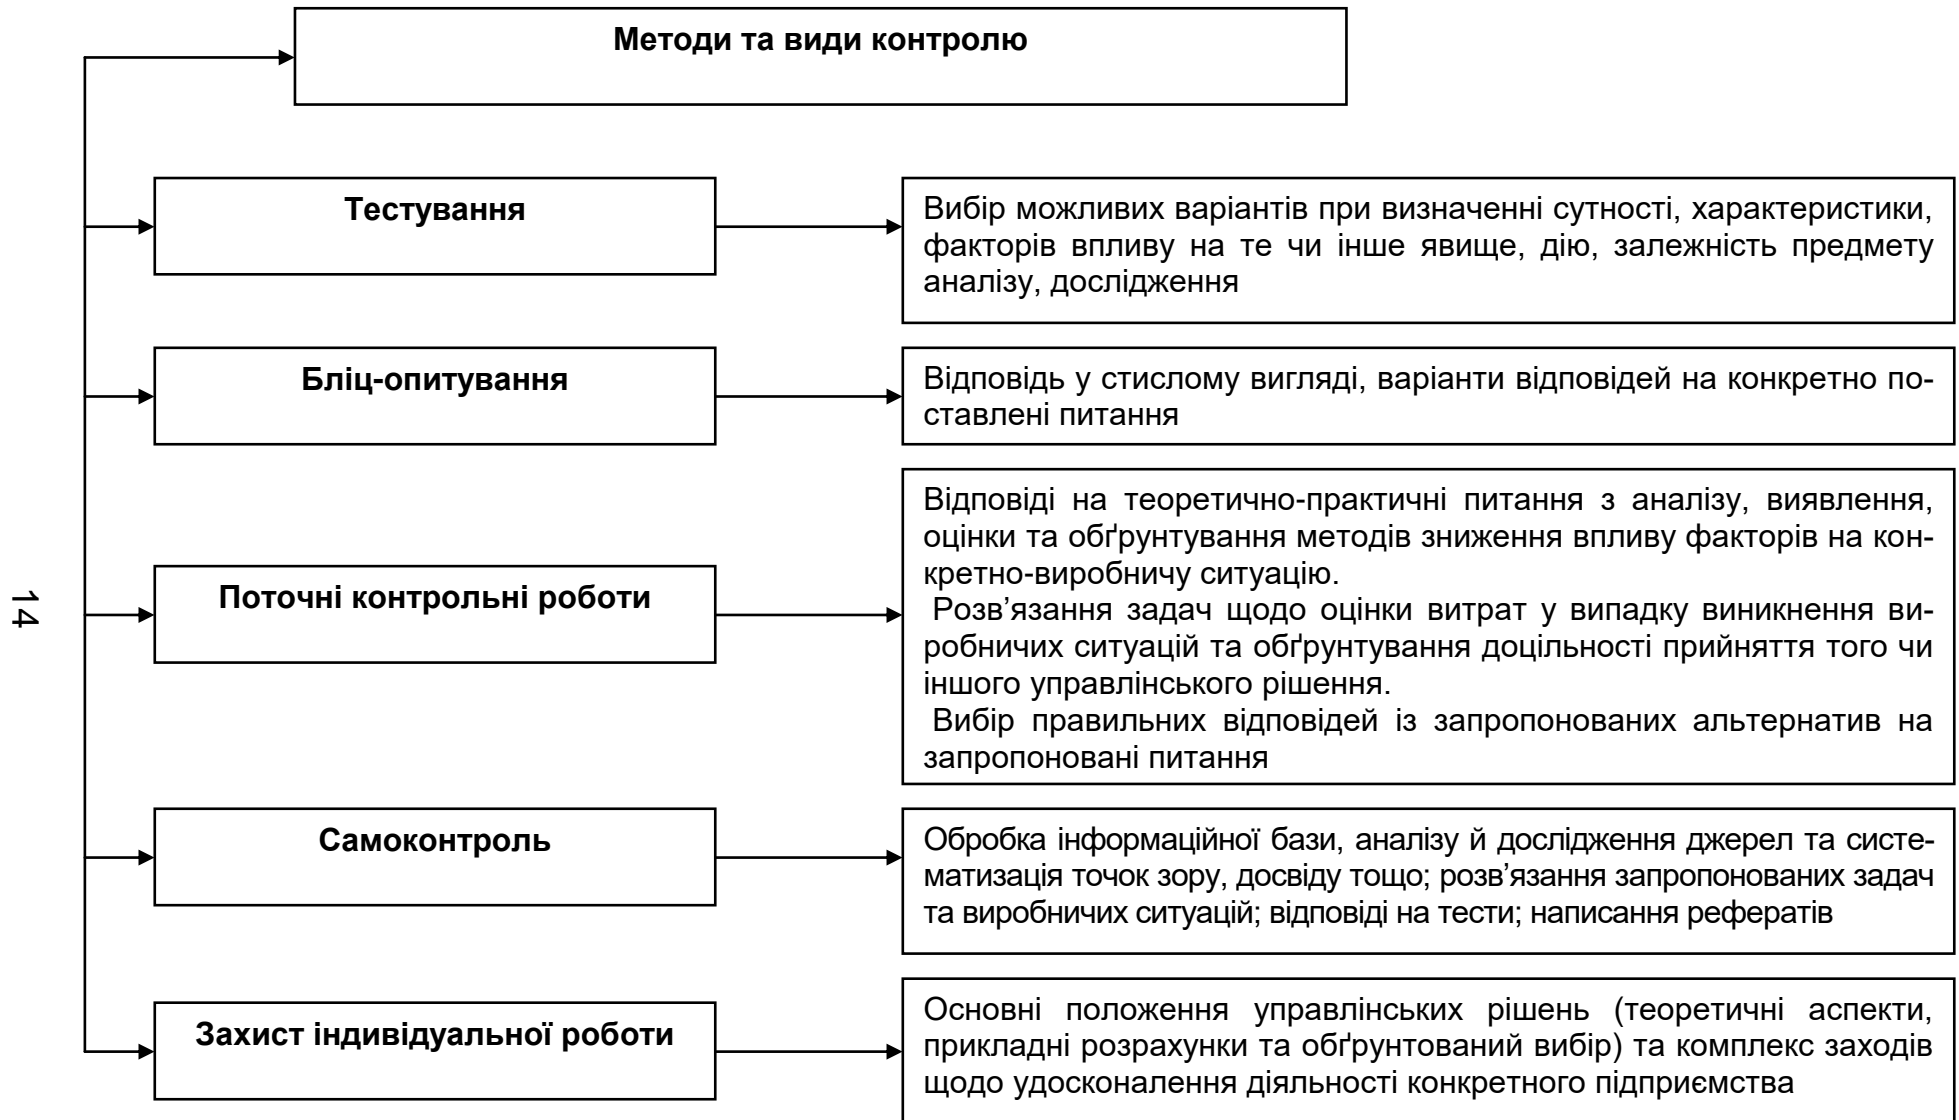 Методи та види контролю
Тестування
Вибір можливих варіантів при визначенні сутності, характеристики,
факторів впливу на те чи інше явище, дію, залежність предмету
аналізу, дослідження
Бліц-опитування
Відповідь у стислому вигляді, варіанти відповідей на конкретно по-
ставлені питання
Поточні контрольні роботи
Відповіді на теоретично-практичні питання з аналізу, виявлення,
оцінки та обґрунтування методів зниження впливу факторів на кон-
кретно-виробничу ситуацію.
Розв’язання задач щодо оцінки витрат у випадку виникнення ви-
робничих ситуацій та обґрунтування доцільності прийняття того чи
іншого управлінського рішення.
Вибір правильних відповідей із запропонованих альтернатив на
запропоновані питання
Самоконтроль
Обробка інформаційної бази, аналізу й дослідження джерел та систе-
матизація точок зору, досвіду тощо; розв’язання запропонованих задач
та виробничих ситуацій; відповіді на тести; написання рефератів
Захист індивідуальної роботи
Основні положення управлінських рішень (теоретичні аспекти,
прикладні розрахунки та обґрунтований вибір) та комплекс заходів
щодо удосконалення діяльності конкретного підприємства
14